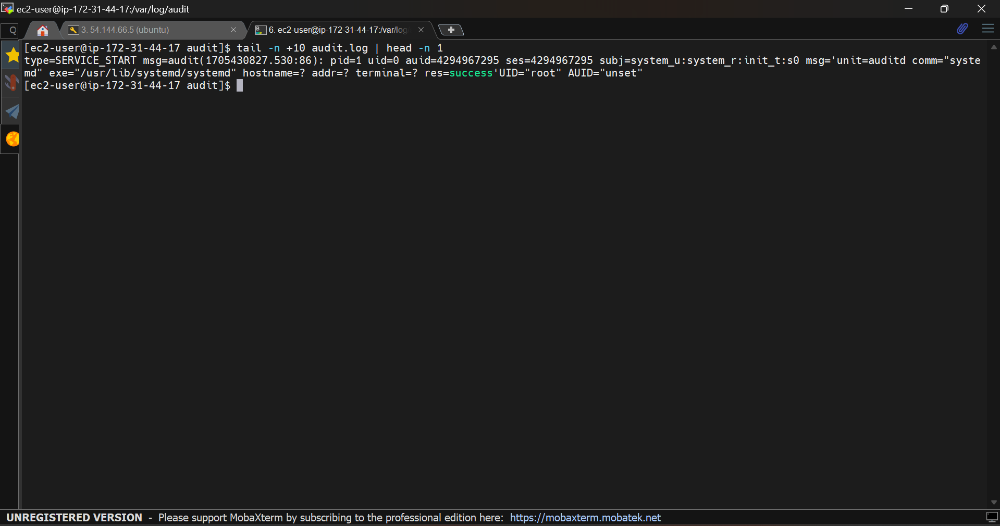 ec2-user@ip-172-31-44-17:/var/log/audit
3. 54.144.66.5 (ubuntu)
6. ec2-user@ip-172-31-44-17:/var/log
[ec2-user@ip-172-31-44-17 audit]$ tail -n +10 audit.log | head -n 1
type=SERVICE_START msg=audit(1705430827.530:86): pid=1 uid=0 auid=4294967295 ses=4294967295 subj=system_u:system_r:init_t:s0 msg='unit=auditd comm="syste
md" exe="/usr/lib/systemd/systemd" hostname=? addr=? terminal=? res=success'UID="root" AUID="unset"
[ec2-user@ip-172-31-44-17 audit]$
UNREGISTERED VERSION - Please support MobaXterm by subscribing to the professional edition here: https://mobaxterm.mobatek.net